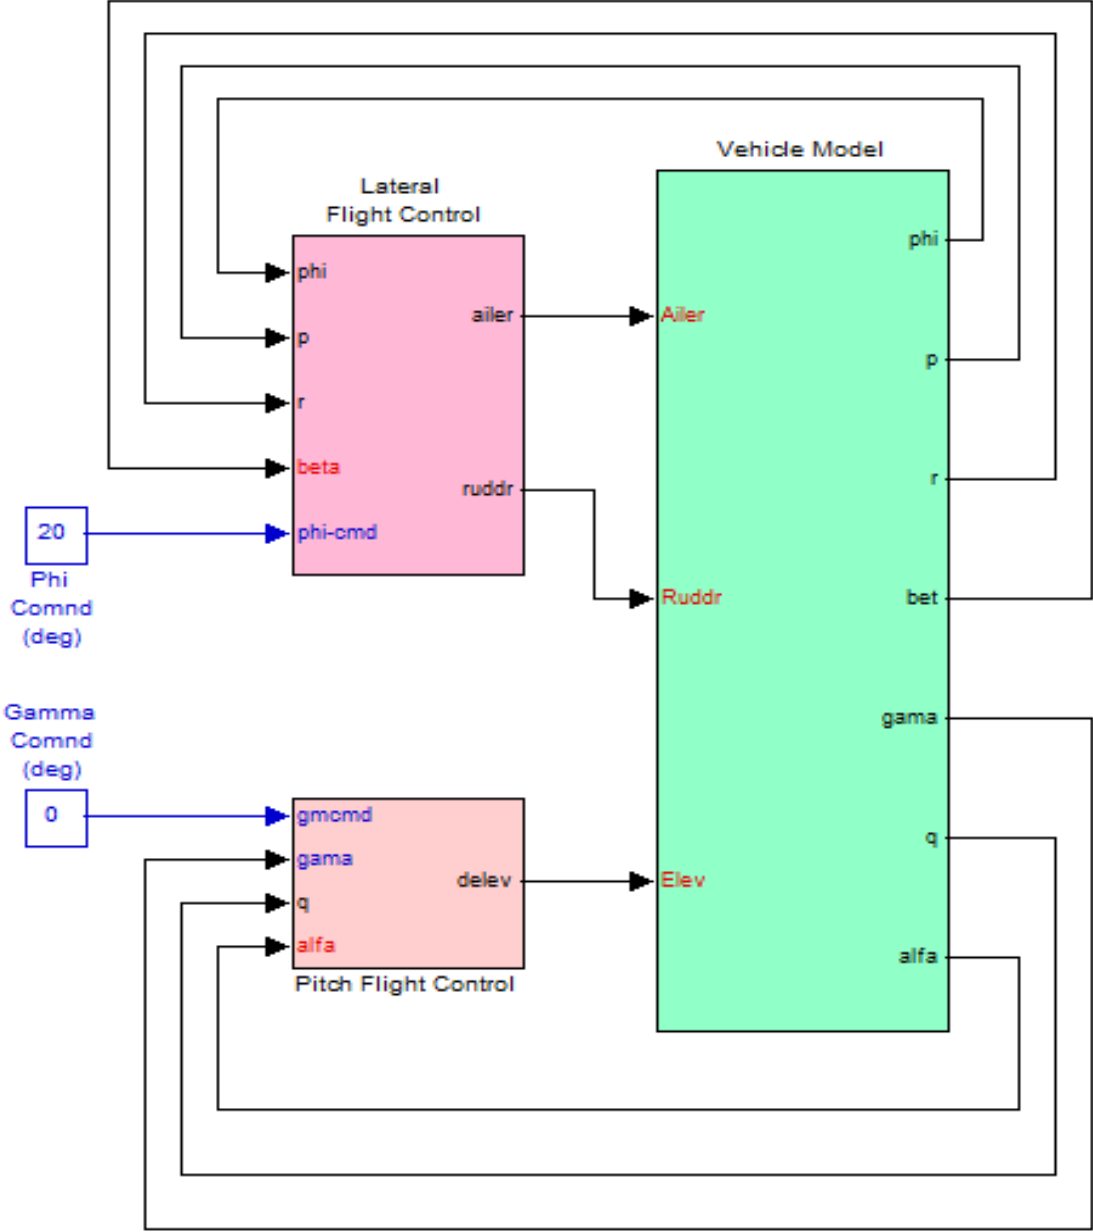 Vehicle Model
Lateral
Flight Control
phi
p
r
beta
phi-cmd
ailer
ruddr
20
Phi
Comnd
(deg)
Gamma
Comnd
(deg)
0
gmcmd
gama
q
alfa
delev
Pitch Flight Control
Ailer
Ruddr
Elev
phi
p
r
bet
gama
q
alfa